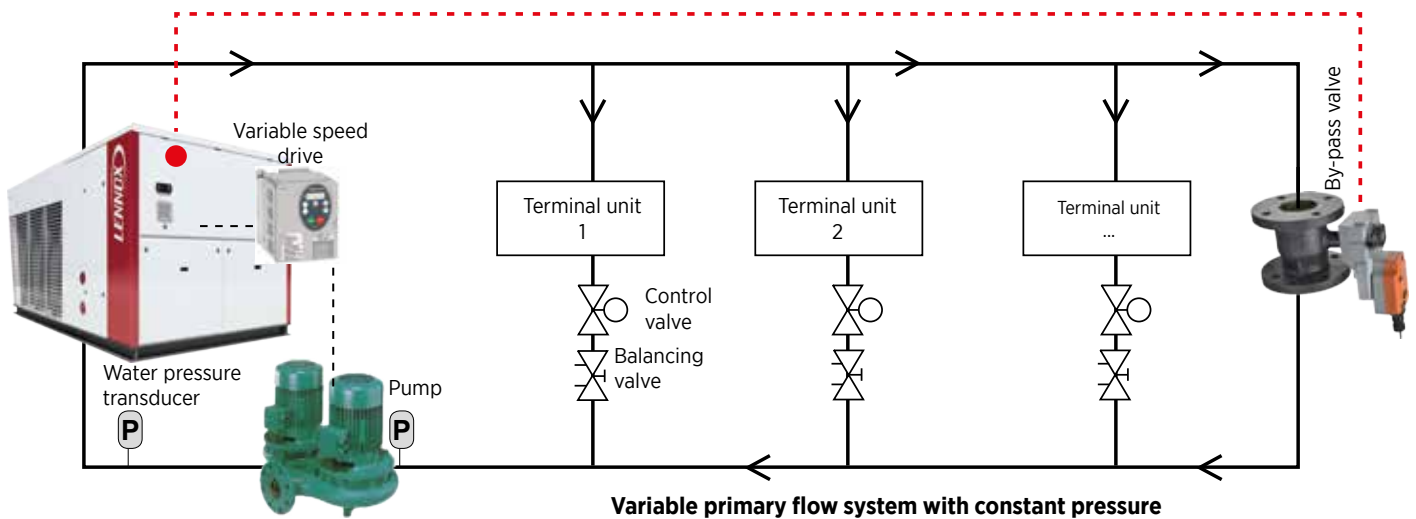 LENNOX
Variable speed
drive
Terminal unit
1
Terminal unit
2
Terminal unit
...
By-pass valve
Control
valve
Balancing
valve
Water pressure
transducer
P
Pump
P
Variable primary flow system with constant pressure